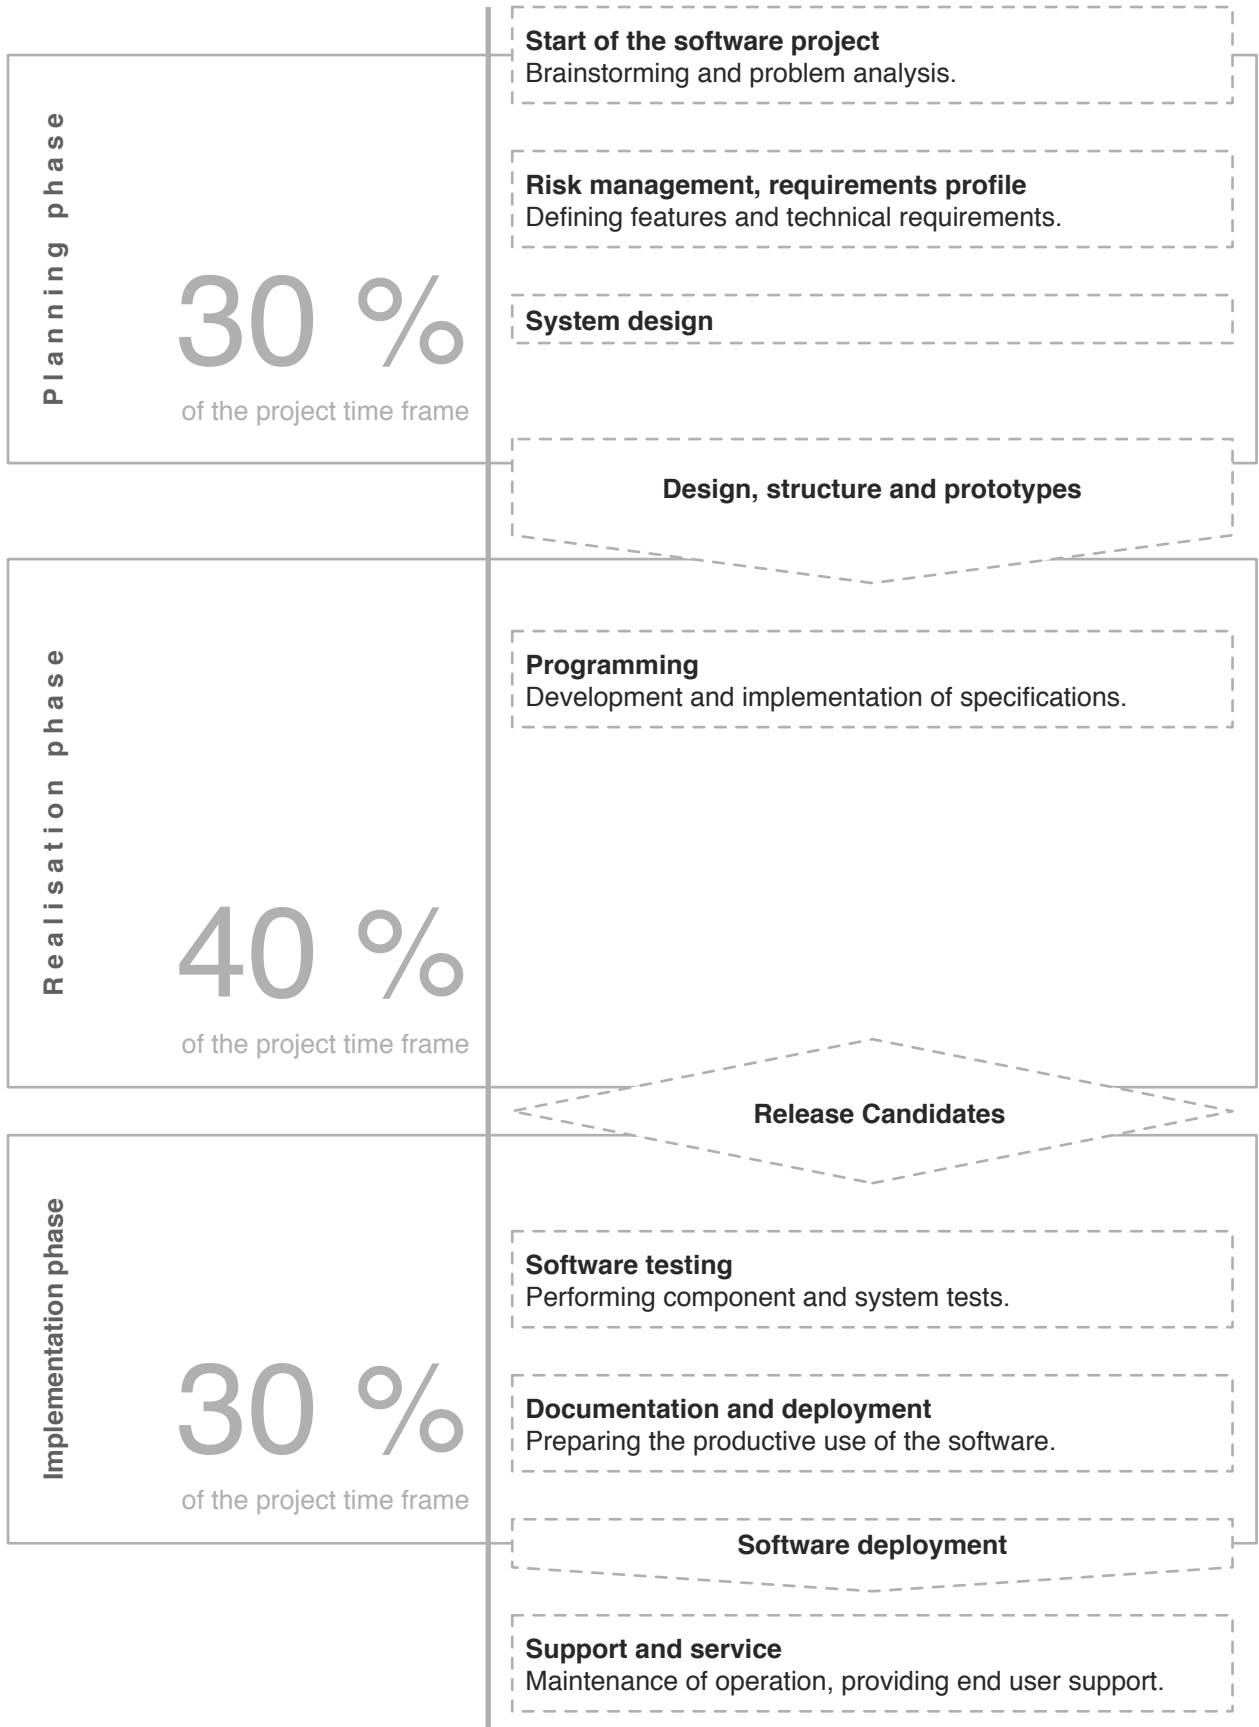 Start of the software project
Brainstorming and problem analysis.
Planning phase
Risk management, requirements profile
Defining features and technical requirements.
30 %
of the project time frame
System design
Design, structure and prototypes
Realisation phase
Programming
Development and implementation of specifications.
40 %
of the project time frame
Release Candidates
Implementation phase
Software testing
Performing component and system tests.
30 %
of the project time frame
Documentation and deployment
Preparing the productive use of the software.
Software deployment
Support and service
Maintenance of operation, providing end user support.